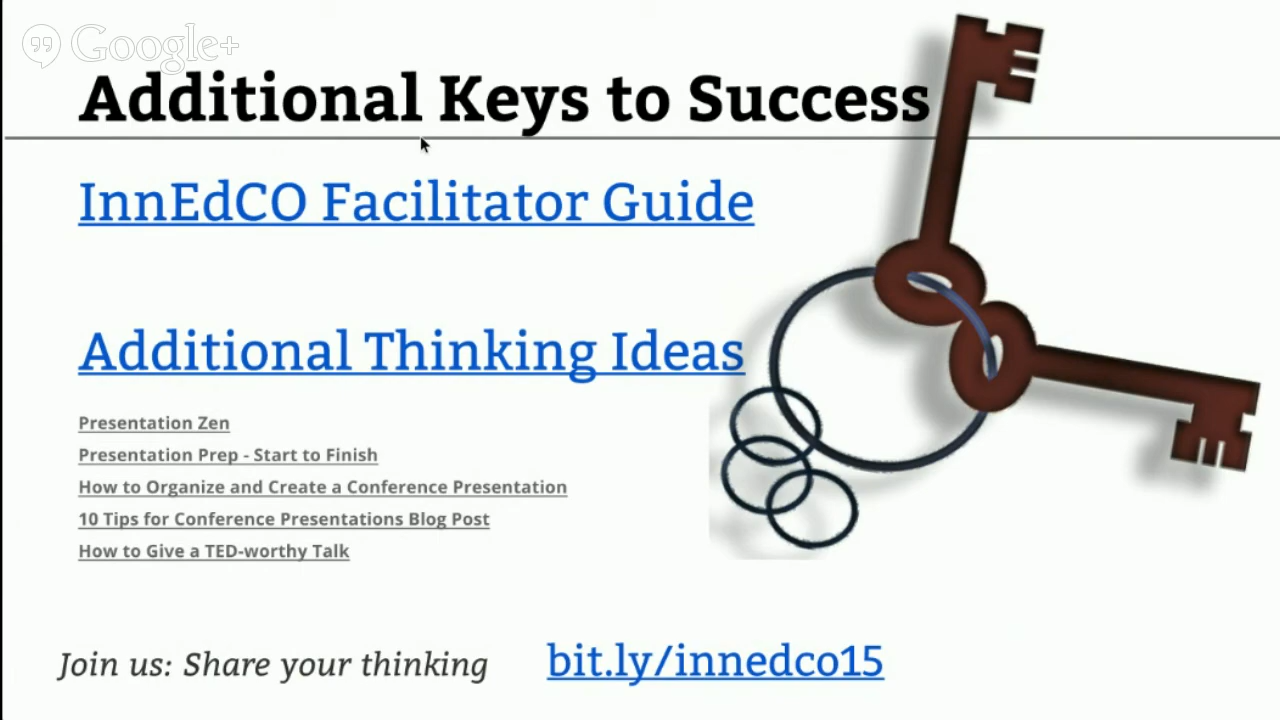 Google+
Additional Keys to Success
InnEdCO Facilitator Guide
Additional Thinking Ideas
Presentation Zen
Presentation Prep - Start to Finish
How to Organize and Create a Conference Presentation
10 Tips for Conference Presentations Blog Post
How to Give a TED-worthy Talk
Join us: Share your thinking bit.ly/innedco15